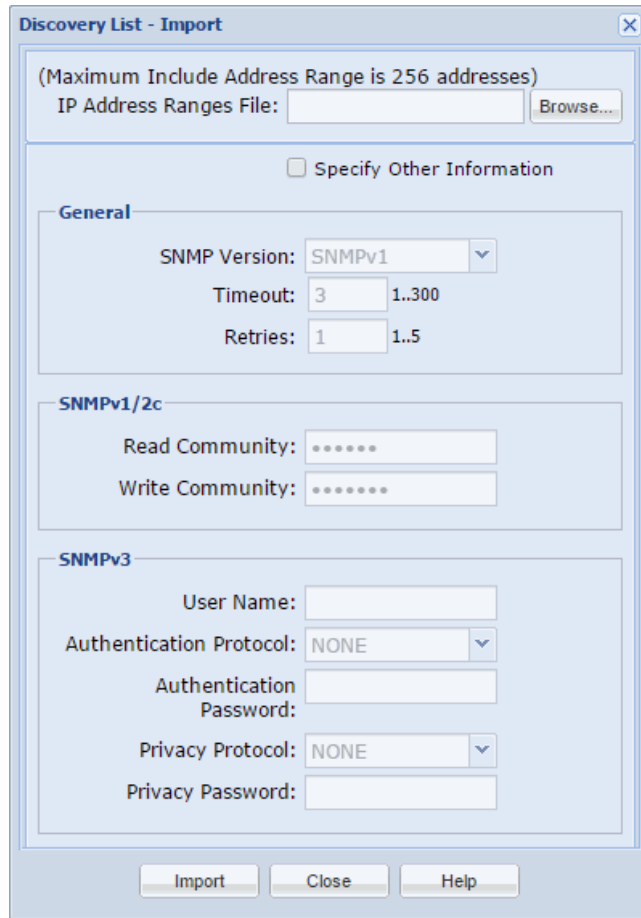 Discovery List - Import
(Maximum Include Address Range is 256 addresses)
IP Address Ranges File: Browse...
Specify Other Information
General
SNMP Version: SNMPv1
Timeout: 3 1..300
Retries: 1 1..5
SNMPv1/2c
Read Community: ••••••
Write Community: •••••••
SNMPv3
User Name:
Authentication Protocol: NONE
Authentication
Password:
Privacy Protocol: NONE
Privacy Password:
Import Close Help